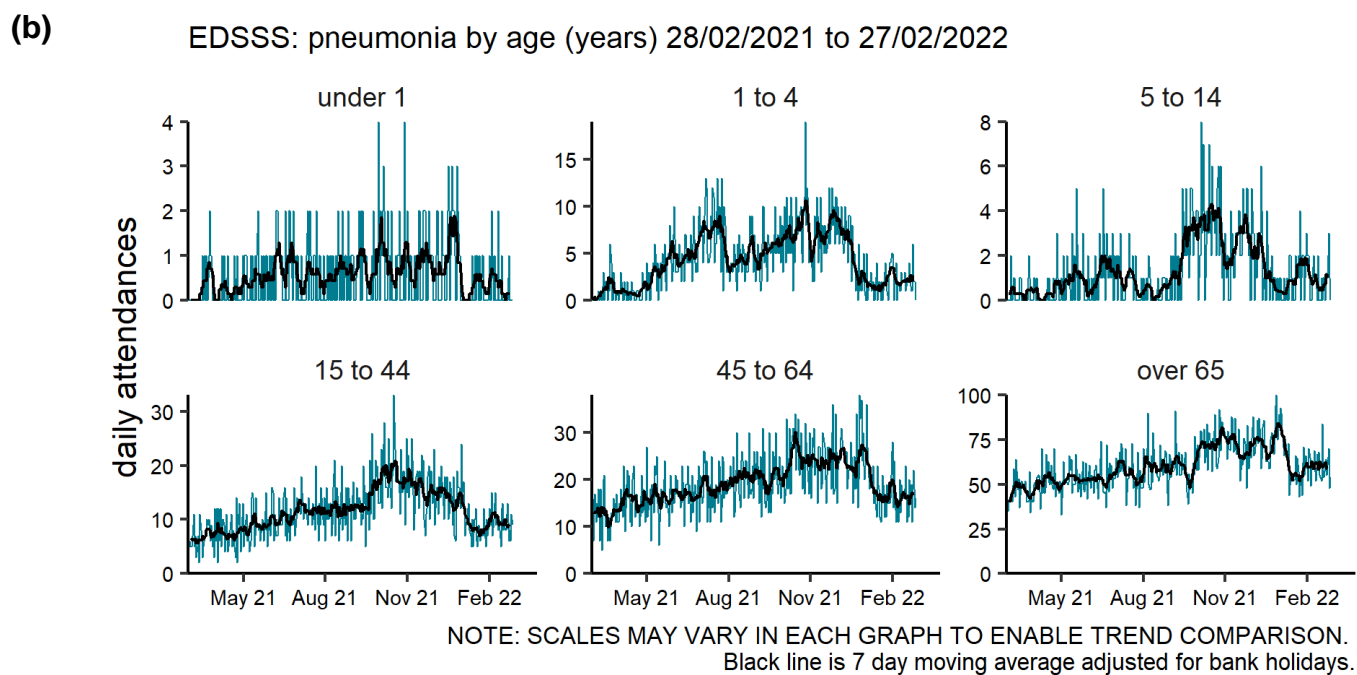 (b)
EDSSS: pneumonia by age (years) 28/02/2021 to 27/02/2022
under 1
1 to 4
5 to 14
4
3
2
1
0
15
10
5
0
8
6
4
2
0
daily attendances
15 to 44
45 to 64
over 65
30
20
10
0
30
20
10
0
100
75
50
25
0
May 21 Aug 21 Nov 21 Feb 22
May 21 Aug 21 Nov 21 Feb 22
May 21 Aug 21 Nov 21 Feb 22
NOTE: SCALES MAY VARY IN EACH GRAPH TO ENABLE TREND COMPARISON.
Black line is 7 day moving average adjusted for bank holidays.